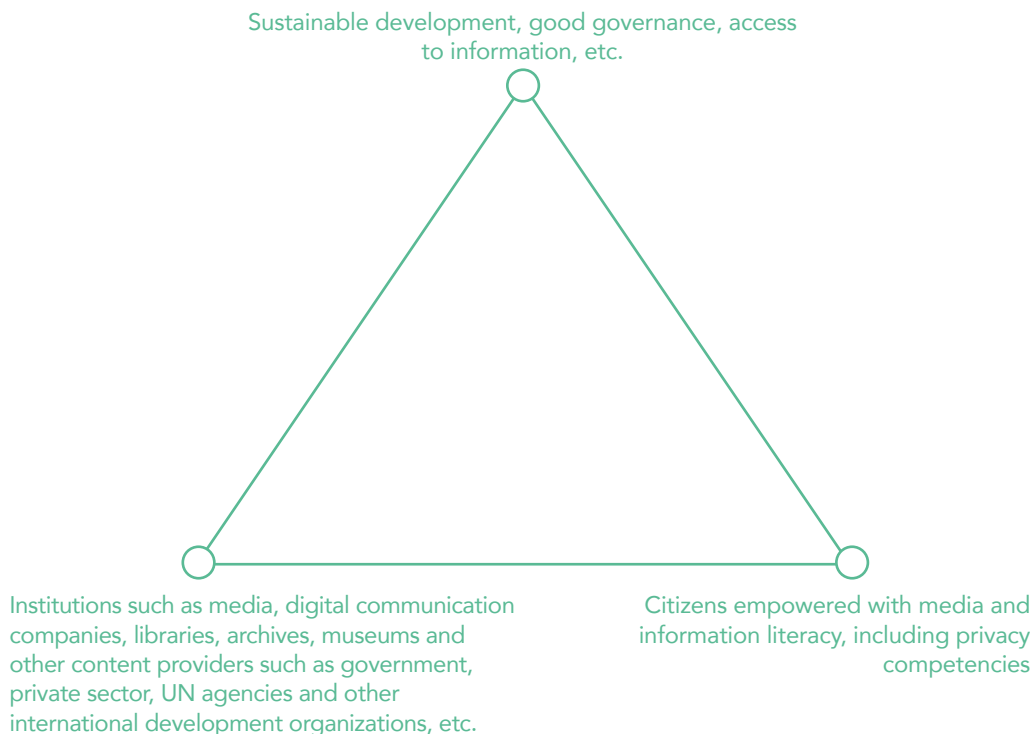 Sustainable development, good governance, access
to information, etc.
Institutions such as media, digital communication
companies, libraries, archives, museums and
other content providers such as government,
private sector, UN agencies and other
international development organizations, etc.
Citizens empowered with media and
information literacy, including privacy
competencies